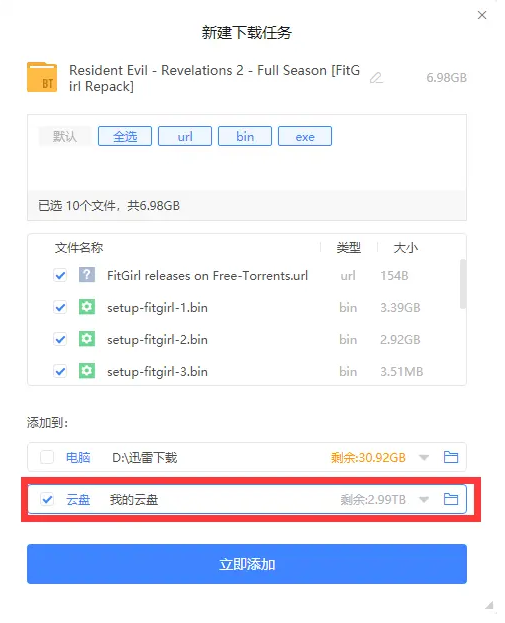 新建下载任务
Resident Evil - Revelations 2 - Full Season [FitG
irl Repack]
6.98GB
BT
默认 全选 url bin exe
已选 10个文件，共6.98GB
文件名称 类型 大小
FitGirl releases on Free-Torrents.url url 154B
setup-fitgirl-1.bin bin 3.39GB
setup-fitgirl-2.bin bin 2.92GB
setup-fitgirl-3.bin bin 3.51MB
添加到：
电脑 D:\迅雷下载 剩余:30.92GB
云盘 我的云盘 剩余:2.99TB
立即添加